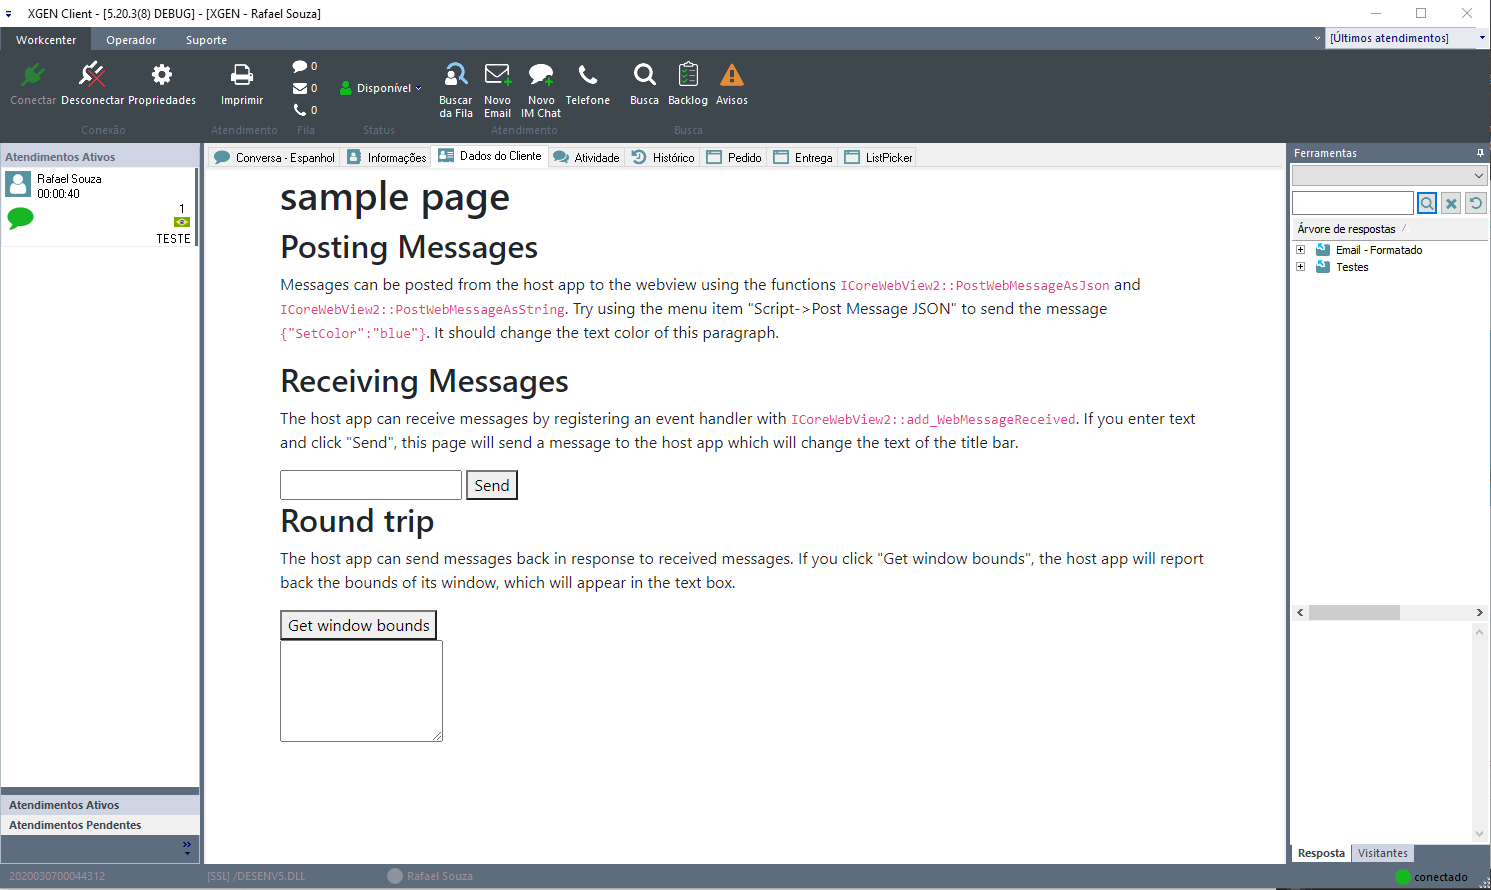 XGEN Client - [5.20.3(8) DEBUG] - [XGEN - Rafael Souza]
Workcenter Operador Suporte
[Últimos atendimentos]
Conectar Desconectar Propriedades
Conexão
Imprimir
Atendimento
0
0
0
Fila
Disponível
Status
Buscar da Fila
Novo Email
Novo IM Chat
Telefone
Atendimento
Busca Backlog Avisos
Busca
Atendimentos Ativos
Rafael Souza
00:00:40
1
TESTE
Atendimentos Ativos
Atendimentos Pendentes
Conversa - Espanhol Informações Dados do Cliente Atividade Histórico Pedido Entrega ListPicker
sample page
Posting Messages
Messages can be posted from the host app to the webview using the functions ICoreWebView2::PostWebMessageAsJson and
ICoreWebView2::PostWebMessageAsString. Try using the menu item "Script->Post Message JSON" to send the message
{"SetColor":"blue"}. It should change the text color of this paragraph.
Receiving Messages
The host app can receive messages by registering an event handler with ICoreWebView2::add_WebMessageReceived. If you enter text
and click "Send", this page will send a message to the host app which will change the text of the title bar.
Send
Round trip
The host app can send messages back in response to received messages. If you click "Get window bounds", the host app will report
back the bounds of its window, which will appear in the text box.
Get window bounds
Ferramentas
Árvore de respostas
Email - Formatado
Testes
Resposta Visitantes
2020030700044312 [SSL] /DESENV5.DLL Rafael Souza conectado